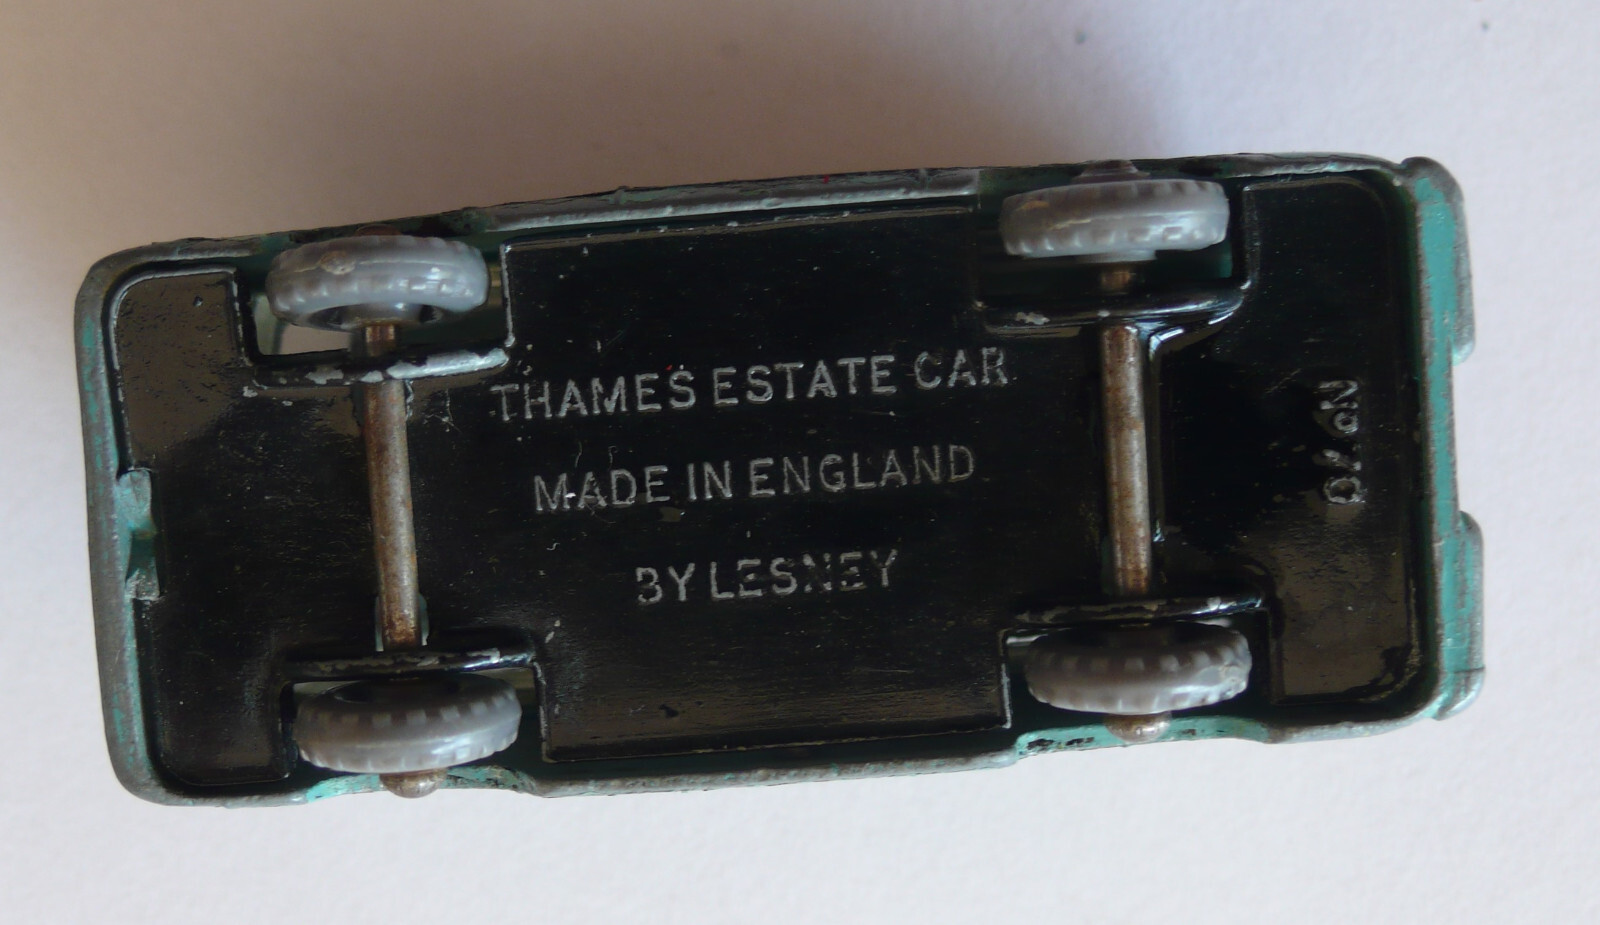 THAMES ESTATE CAR
MADE IN ENGLAND
BY LESNEY
Nº 70